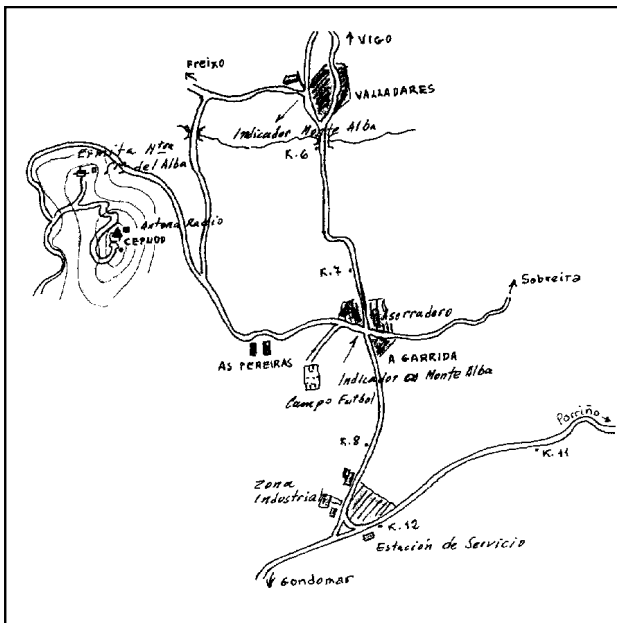 VIGO
Freixo
VALLADARES
Indicador Monte Alba
K.6
Ermita Ntra
Sra del Alba
Antena Radio
CEPUDO
K.7
Sobreira
Aserradero
AS PEREIRAS
A GARRIDA
Indicador Monte Alba
Campo Futbol
K.8
Porriño
K.11
Zona
Industrial
K.12
Estación de Servicio
Gondomar